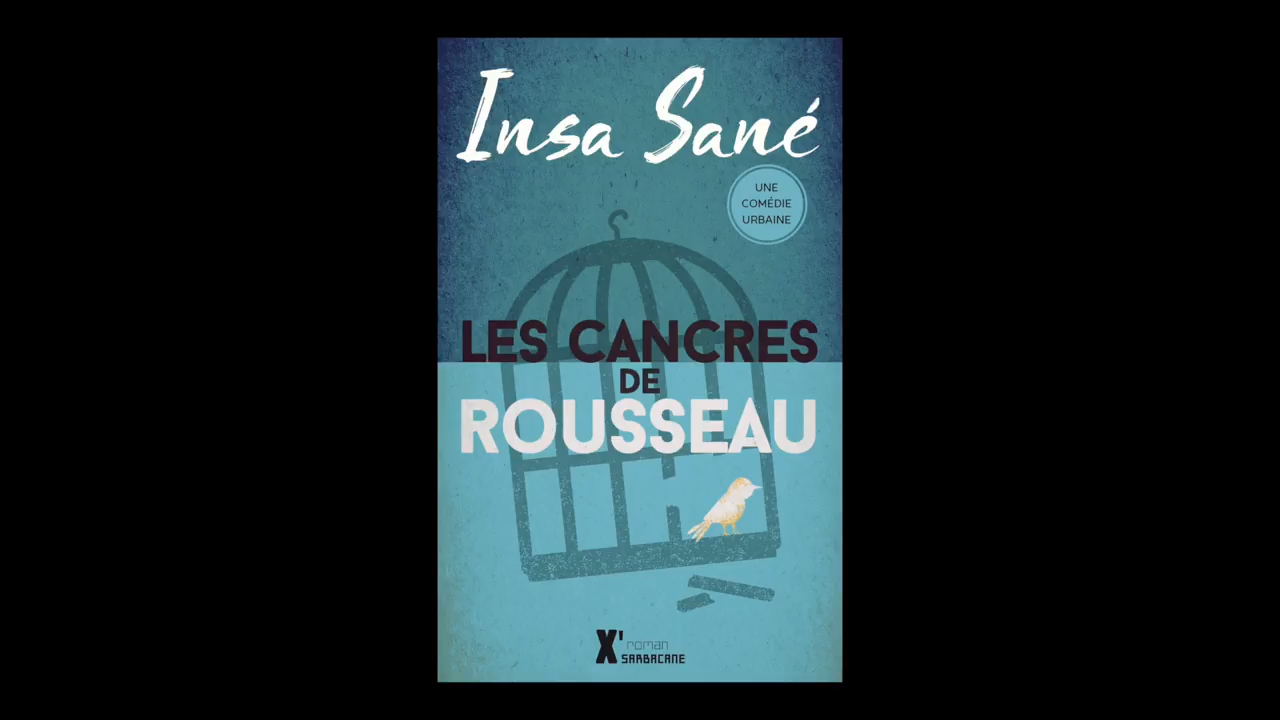 Insa Sané
UNE
COMÉDIE
URBAINE
LES CANCRES
DE
ROUSSEAU
X' roman
SARBACANE